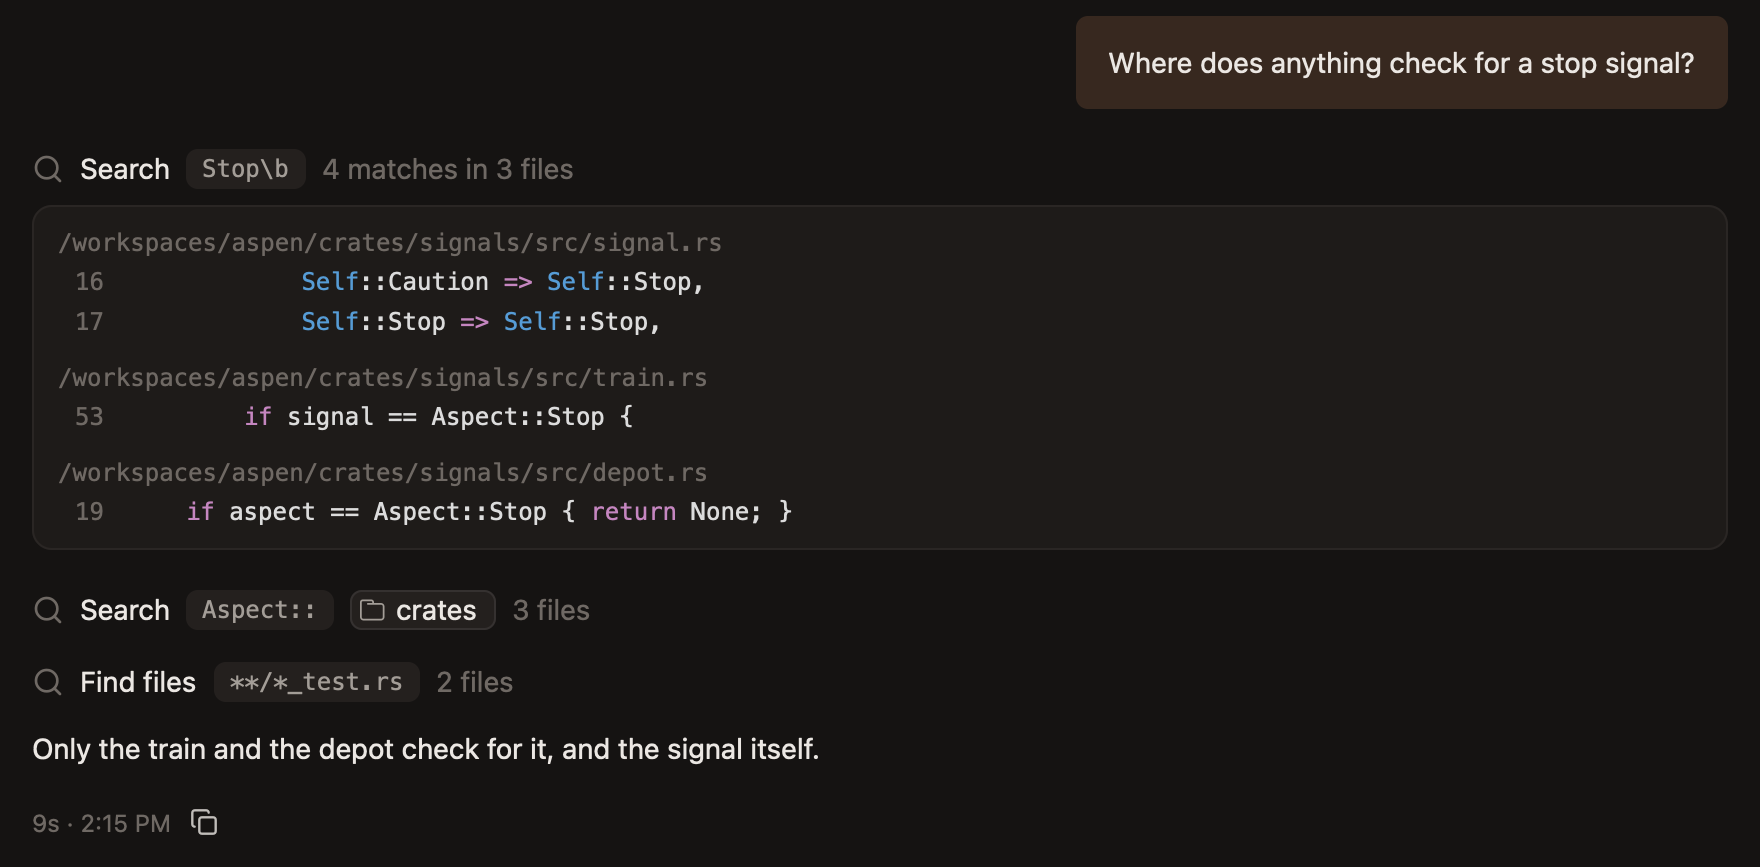 Where does anything check for a stop signal?
Search Stop\b 4 matches in 3 files
/workspaces/aspen/crates/signals/src/signal.rs
16 Self::Caution => Self::Stop,
17 Self::Stop => Self::Stop,
/workspaces/aspen/crates/signals/src/train.rs
53 if signal == Aspect::Stop {
/workspaces/aspen/crates/signals/src/depot.rs
19 if aspect == Aspect::Stop { return None; }
Search Aspect:: crates 3 files
Find files **/*_test.rs 2 files
Only the train and the depot check for it, and the signal itself.
9s · 2:15 PM